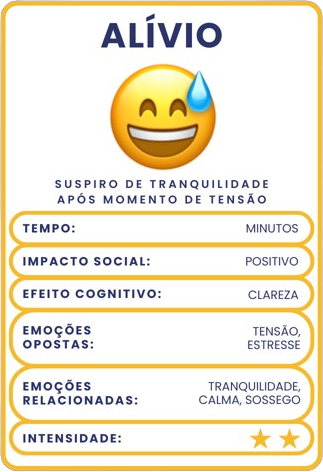 ALÍVIO
SUSPIRO DE TRANQUILIDADE
APÓS MOMENTO DE TENSÃO
TEMPO: MINUTOS
IMPACTO SOCIAL: POSITIVO
EFEITO COGNITIVO: CLAREZA
EMOÇÕES
OPOSTAS:
TENSÃO,
ESTRESSE
EMOÇÕES
RELACIONADAS:
TRANQUILIDADE,
CALMA, SOSSEGO
INTENSIDADE: